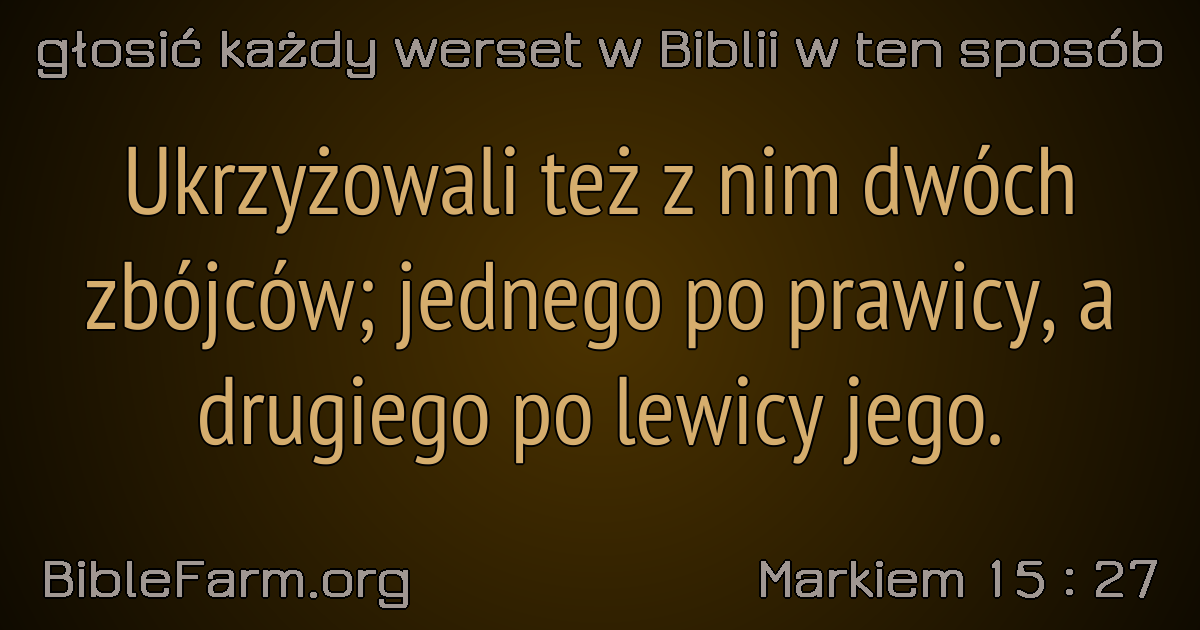 głosić każdy werset w Biblii w ten sposób
Ukrzyżowali też z nim dwóch
zbójców; jednego po prawicy, a
drugiego po lewicy jego.
BibleFarm.org
Markiem 15 : 27